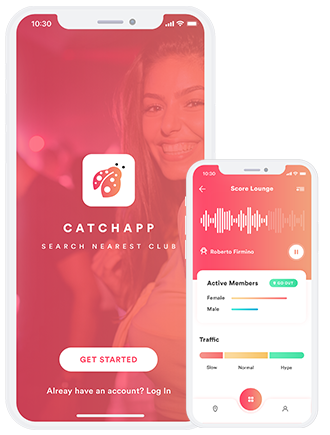 10:30
CATCHAPP
SEARCH NEAREST CLUB
GET STARTED
Alreay have an account? Log In
10:30
Score Lounge
Roberto Firmino
Active Members
GO OUT
Female
Male
Traffic
Slow Normal Hype